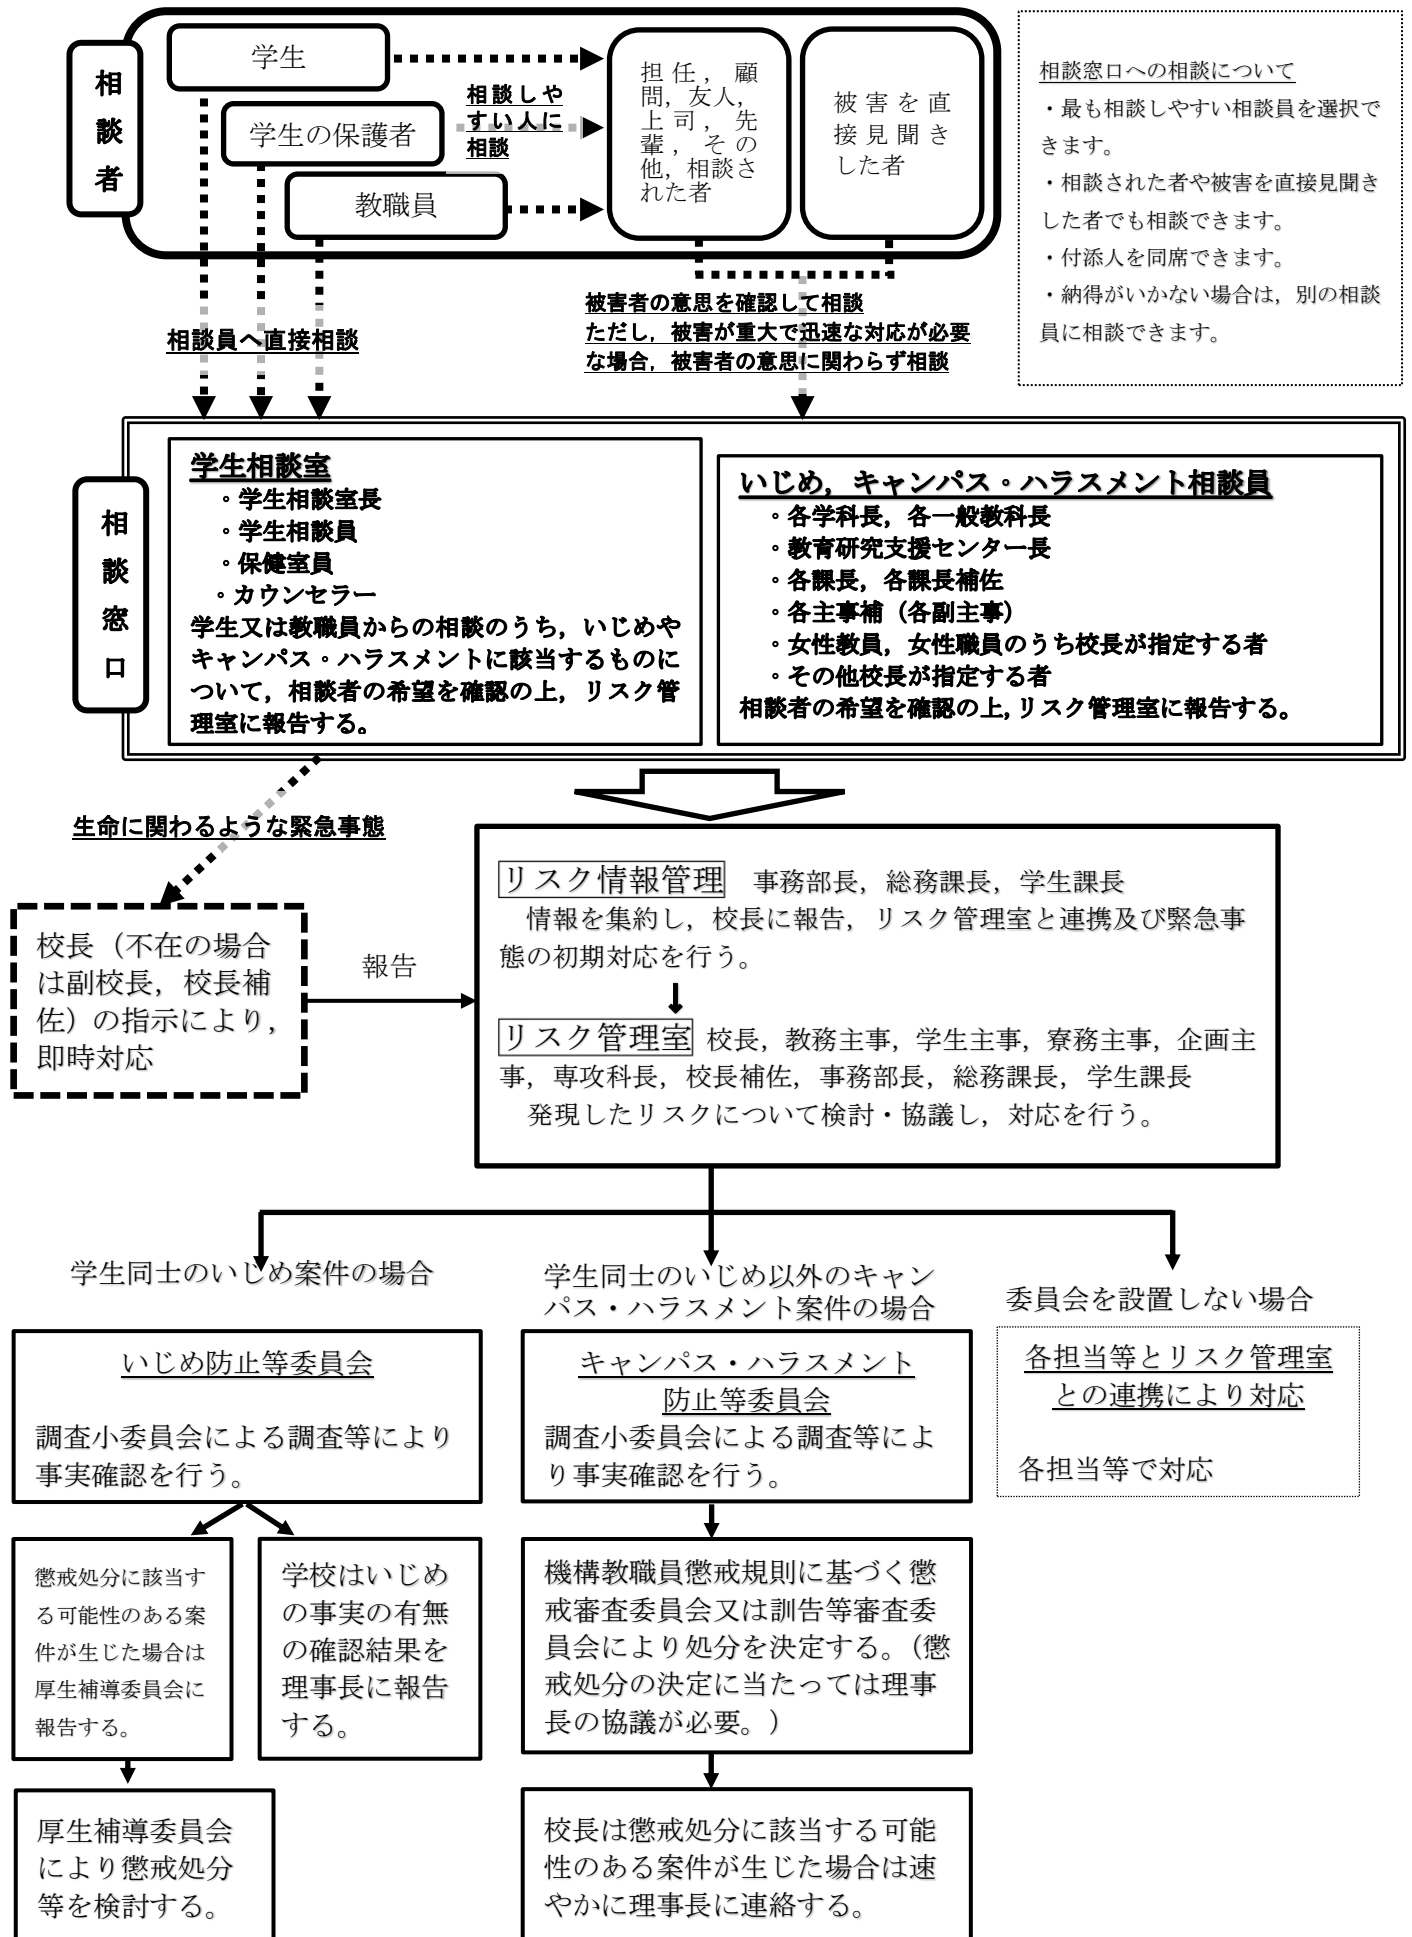 相談者
学生
学生の保護者
教職員
相談しや
すい人に
相談
担任，顧
問，友人，
上司，先
輩，その
他，相談さ
れた者
被害を直
接見聞き
した者
相談窓口への相談について
・最も相談しやすい相談員を選択で
きます。
・相談された者や被害を直接見聞き
した者でも相談できます。
・付添人を同席できます。
・納得がいかない場合は，別の相談
員に相談できます。
相談員へ直接相談
被害者の意思を確認して相談
ただし，被害が重大で迅速な対応が必要
な場合，被害者の意思に関わらず相談
相談窓口
学生相談室
・学生相談室長
・学生相談員
・保健室員
・カウンセラー
学生又は教職員からの相談のうち，いじめや
キャンパス・ハラスメントに該当するものに
ついて，相談者の希望を確認の上，リスク管
理室に報告する。
いじめ，キャンパス・ハラスメント相談員
・各学科長，各一般教科長
・教育研究支援センター長
・各課長，各課長補佐
・各主事補（各副主事）
・女性教員，女性職員のうち校長が指定する者
・その他校長が指定する者
相談者の希望を確認の上，リスク管理室に報告する。
生命に関わるような緊急事態
校長（不在の場合
は副校長，校長補
佐）の指示により，
即時対応
報告
リスク情報管理　事務部長，総務課長，学生課長
情報を集約し，校長に報告，リスク管理室と連携及び緊急事
態の初期対応を行う。
リスク管理室 校長，教務主事，学生主事，寮務主事，企画主
事，専攻科長，校長補佐，事務部長，総務課長，学生課長
発現したリスクについて検討・協議し，対応を行う。
学生同士のいじめ案件の場合
学生同士のいじめ以外のキャン
パス・ハラスメント案件の場合
委員会を設置しない場合
いじめ防止等委員会
調査小委員会による調査等により
事実確認を行う。
キャンパス・ハラスメント
防止等委員会
調査小委員会による調査等によ
り事実確認を行う。
各担当等とリスク管理室
との連携により対応
各担当等で対応
懲戒処分に該当す
る可能性のある案
件が生じた場合は
厚生補導委員会に
報告する。
学校はいじめ
の事実の有無
の確認結果を
理事長に報告
する。
機構教職員懲戒規則に基づく懲
戒審査委員会又は訓告等審査委
員会により処分を決定する。（懲
戒処分の決定に当たっては理事
長の協議が必要。）
厚生補導委員会
により懲戒処分
等を検討する。
校長は懲戒処分に該当する可能
性のある案件が生じた場合は速
やかに理事長に連絡する。